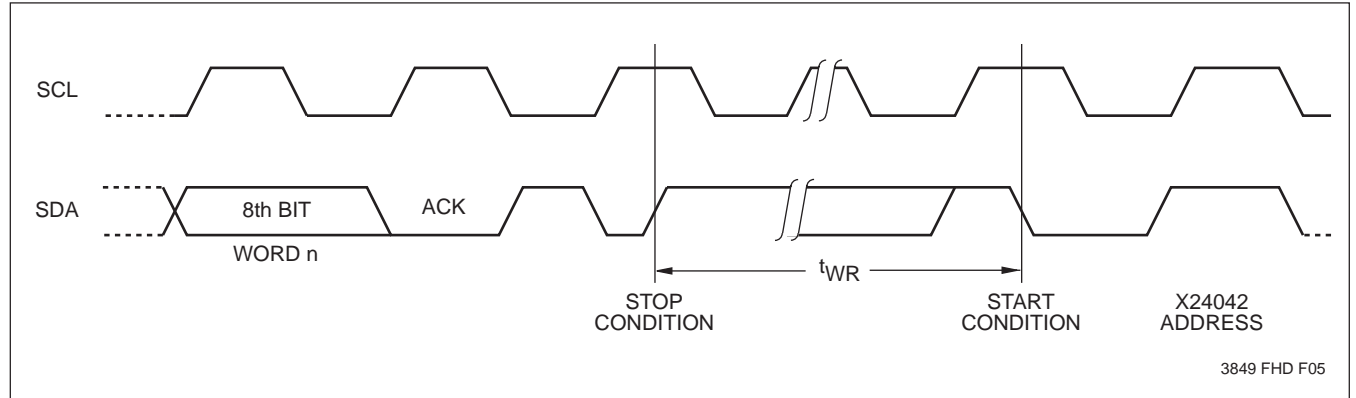 SCL
SDA
8th BIT
ACK
WORD n
tWR
STOP
CONDITION
START
CONDITION
X24042
ADDRESS
3849 FHD F05